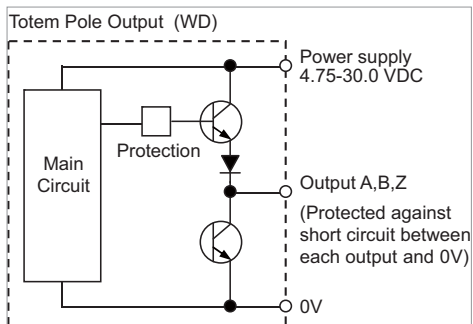 Totem Pole Output (WD)
Power supply
4.75-30.0 VDC
Protection
Main
Circuit
Output A,B,Z
(Protected against
short circuit between
each output and 0V)
0V